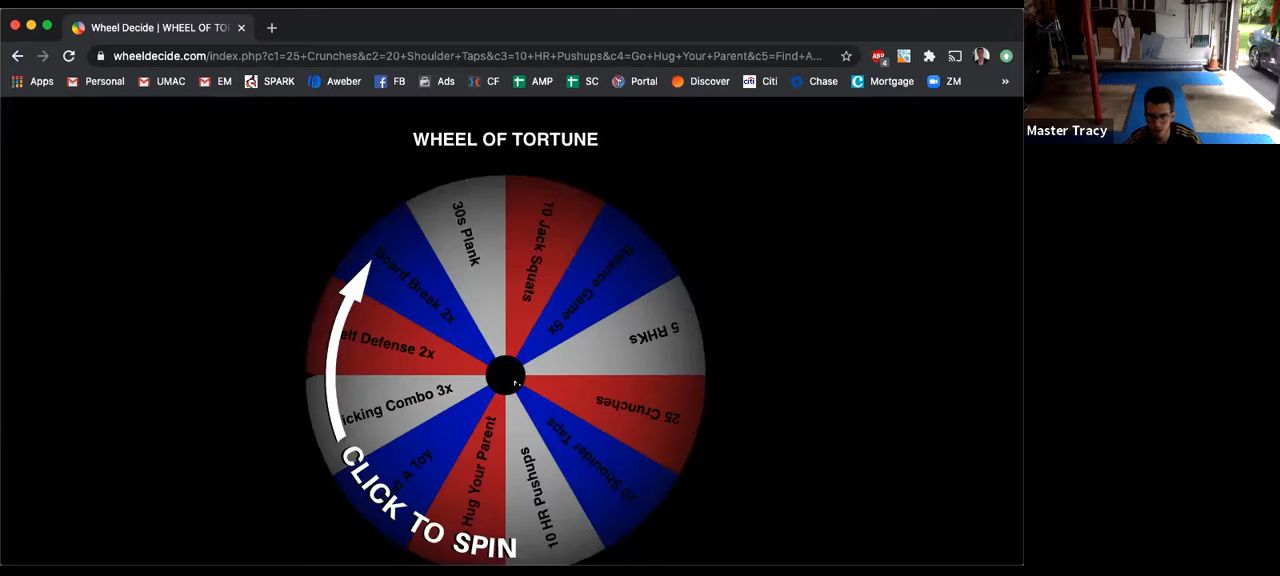 Wheel Decide | WHEEL OF TO
wheeldecide.com/index.php?c1=25+Crunches&c2=20+Shoulder+Taps&c3=10+HR+Pushups&c4=Go+Hug+Your+Parent&c5=Find+A...
ABP
4
Apps Personal UMAC EM SPARK Aweber FB Ads CF AMP SC Portal Discover citi Citi Chase Mortgage ZM »
Master Tracy
WHEEL OF TORTUNE
30s Plank
10 Jack Squats
Balance Game 5x
5 RHKs
25 Crunches
20 Shoulder Taps
10 HR Pushups
Hug Your Parent
A Toy
icking Combo 3x
elf Defense 2x
Board Break 2x
CLICK TO SPIN